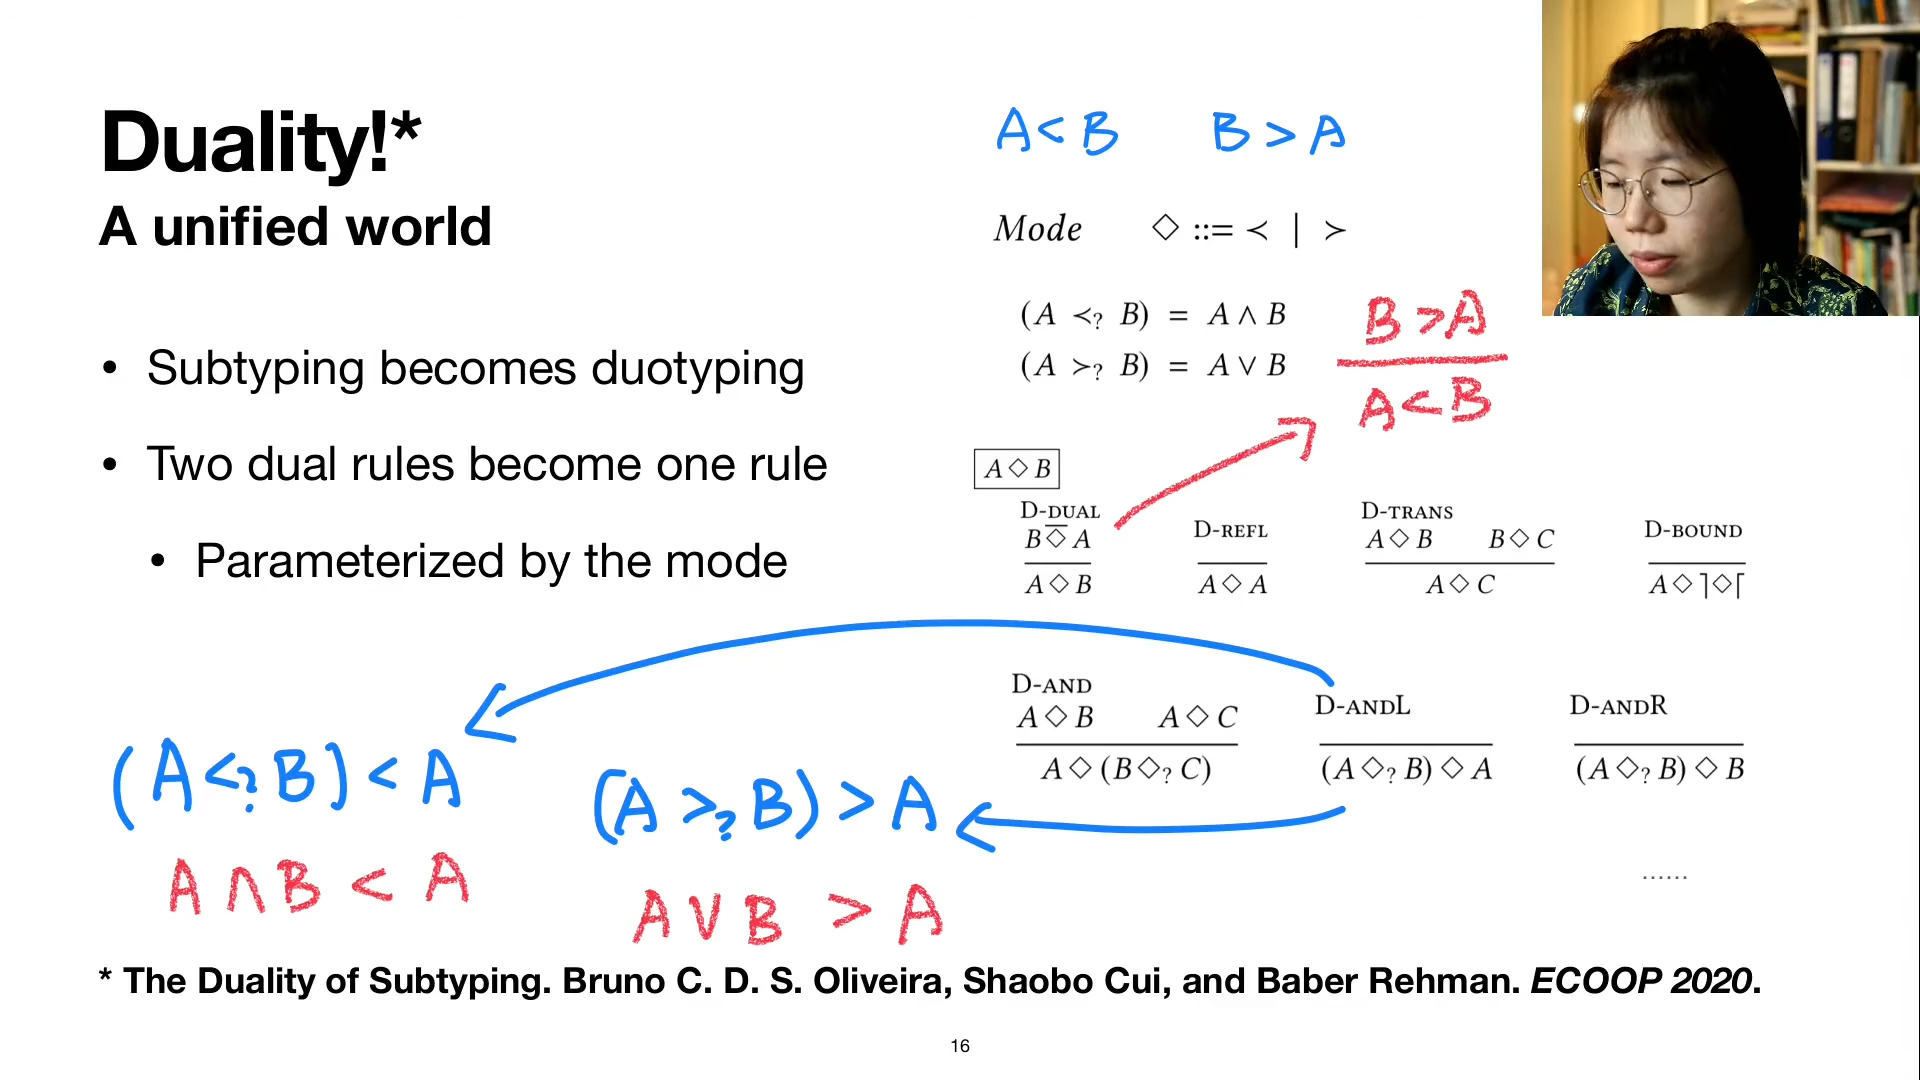 Duality!*
A unified world
• Subtyping becomes duotyping
• Two dual rules become one rule
• Parameterized by the mode
A < B    B > A
Mode    ◇ ::= ≺ | ≻
(A ≺? B) = A ∧ B
(A ≻? B) = A ∨ B
B > A
A < B
A ◇ B
D-DUAL
B ◇̅ A
A ◇ B
D-REFL
A ◇ A
D-TRANS
A ◇ B    B ◇ C
A ◇ C
D-BOUND
A ◇ ⌉◇⌈
D-AND
A ◇ B    A ◇ C
A ◇ (B ◇? C)
D-ANDL
(A ◇? B) ◇ A
D-ANDR
(A ◇? B) ◇ B
......
(A <? B) < A
A ∧ B < A
(A >? B) > A
A ∨ B > A
* The Duality of Subtyping. Bruno C. D. S. Oliveira, Shaobo Cui, and Baber Rehman. ECOOP 2020.
16